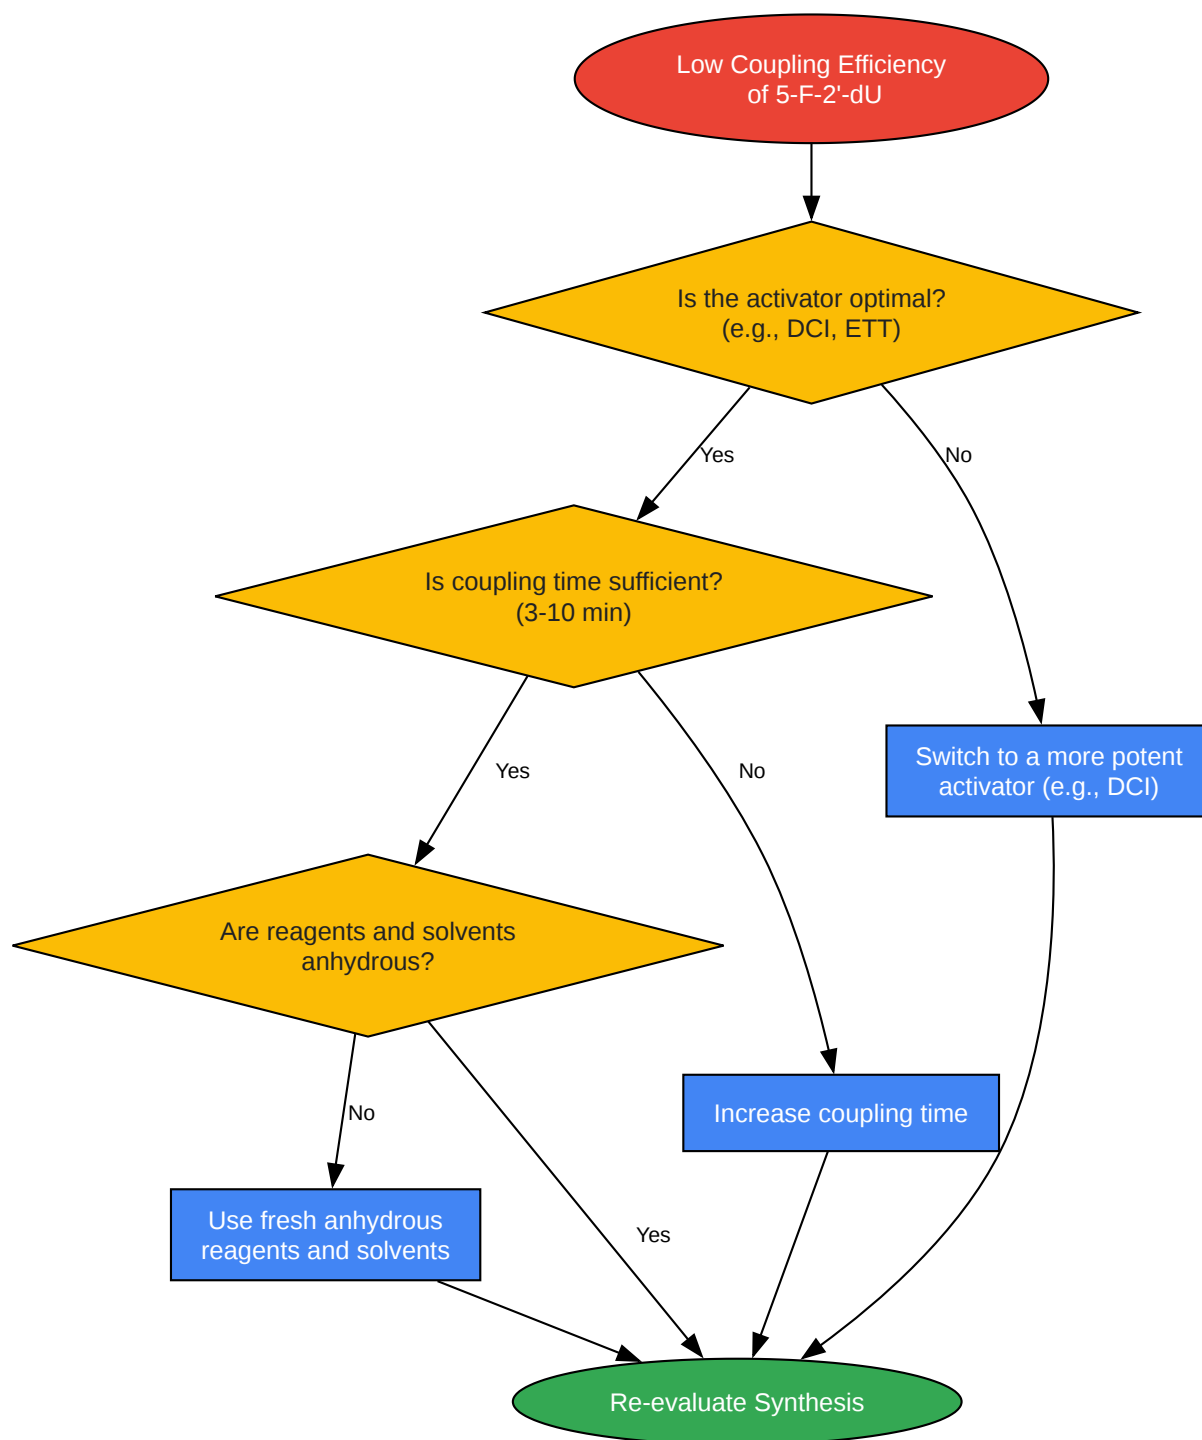 Low Coupling Efficiency
of 5-F-2'-dU
Is the activator optimal?
(e.g., DCI, ETT)
Yes
No
Is coupling time sufficient?
(3-10 min)
Switch to a more potent
activator (e.g., DCI)
Yes
No
Are reagents and solvents
anhydrous?
No
Increase coupling time
Use fresh anhydrous
reagents and solvents
Yes
Re-evaluate Synthesis